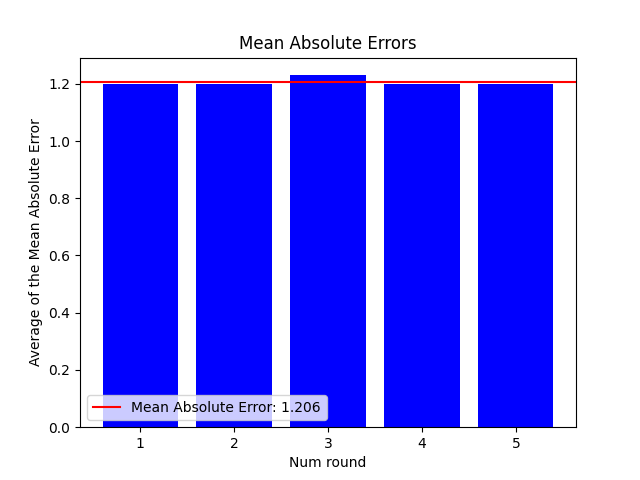 Mean Absolute Errors
Average of the Mean Absolute Error
1.2
1.0
0.8
0.6
0.4
0.2
0.0
Mean Absolute Error: 1.206
1 2 3 4 5
Num round